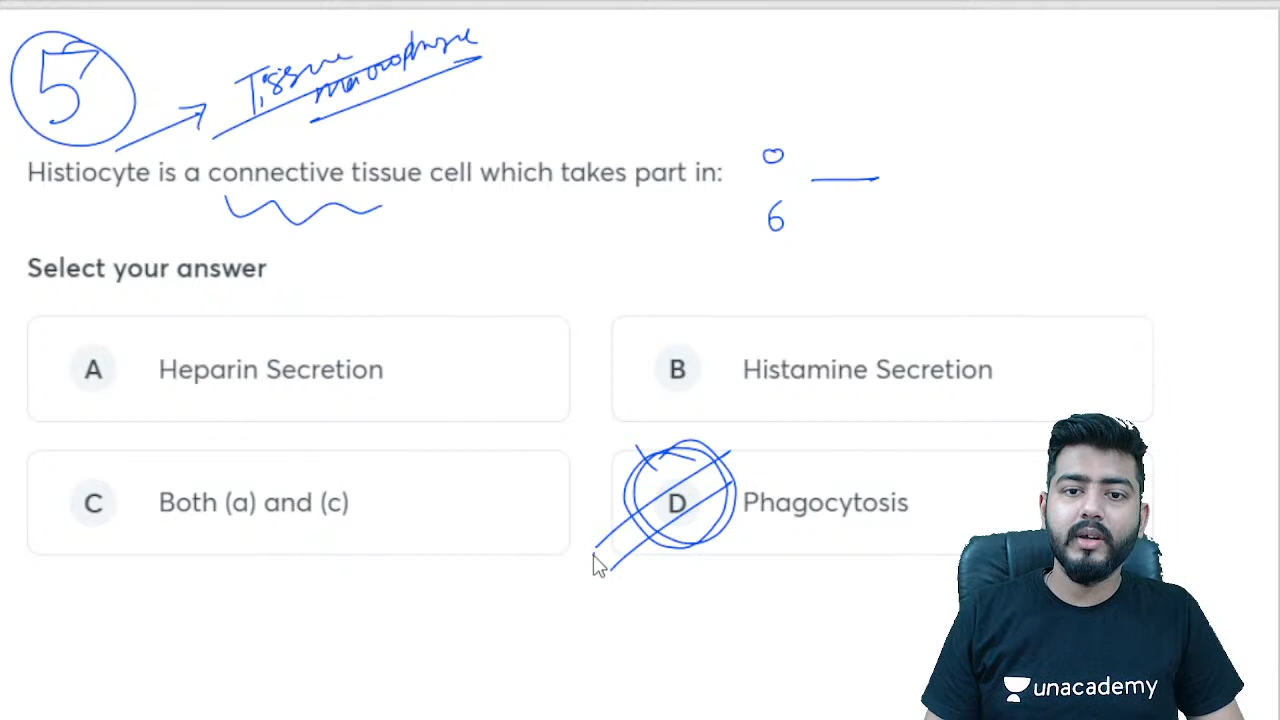 5
Tissue
macrophage
Histiocyte is a connective tissue cell which takes part in:
0
6
Select your answer
A Heparin Secretion
B Histamine Secretion
C Both (a) and (c)
D Phagocytosis
unacademy